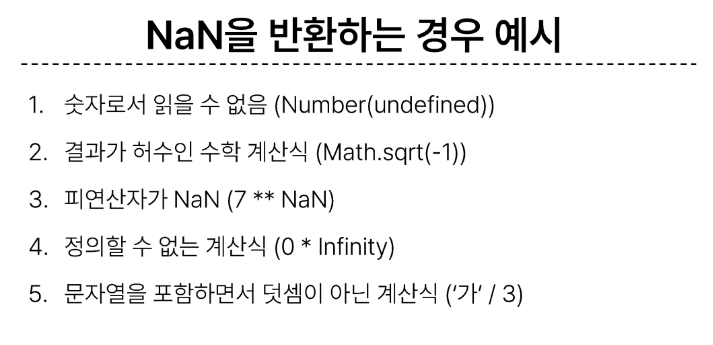 NaN을 반환하는 경우 예시
1. 숫자로서 읽을 수 없음 (Number(undefined))
2. 결과가 허수인 수학 계산식 (Math.sqrt(-1))
3. 피연산자가 NaN (7 ** NaN)
4. 정의할 수 없는 계산식 (0 * Infinity)
5. 문자열을 포함하면서 덧셈이 아닌 계산식 (‘가’ / 3)